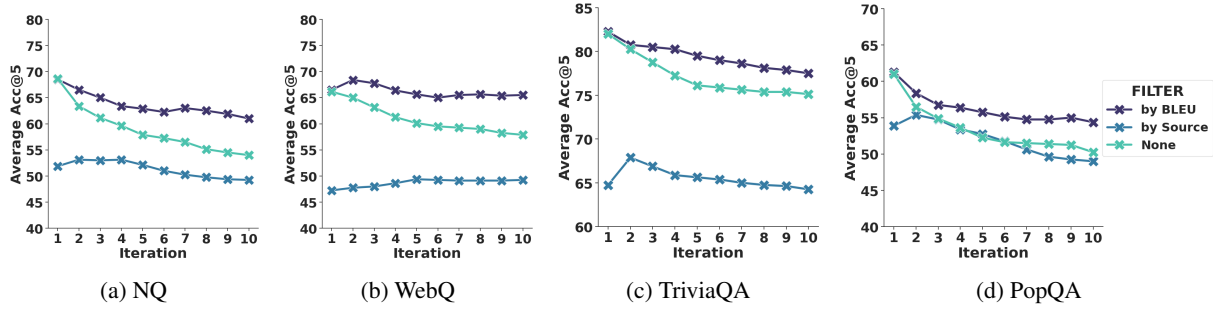 80
75
70
65
60
55
50
45
40
Average Acc@5
1 2 3 4 5 6 7 8 9 10
Iteration
(a) NQ
80
75
70
65
60
55
50
45
40
Average Acc@5
1 2 3 4 5 6 7 8 9 10
Iteration
(b) WebQ
85
80
75
70
65
60
Average Acc@5
1 2 3 4 5 6 7 8 9 10
Iteration
(c) TriviaQA
70
65
60
55
50
45
40
Average Acc@5
1 2 3 4 5 6 7 8 9 10
Iteration
(d) PopQA
FILTER
by BLEU
by Source
None